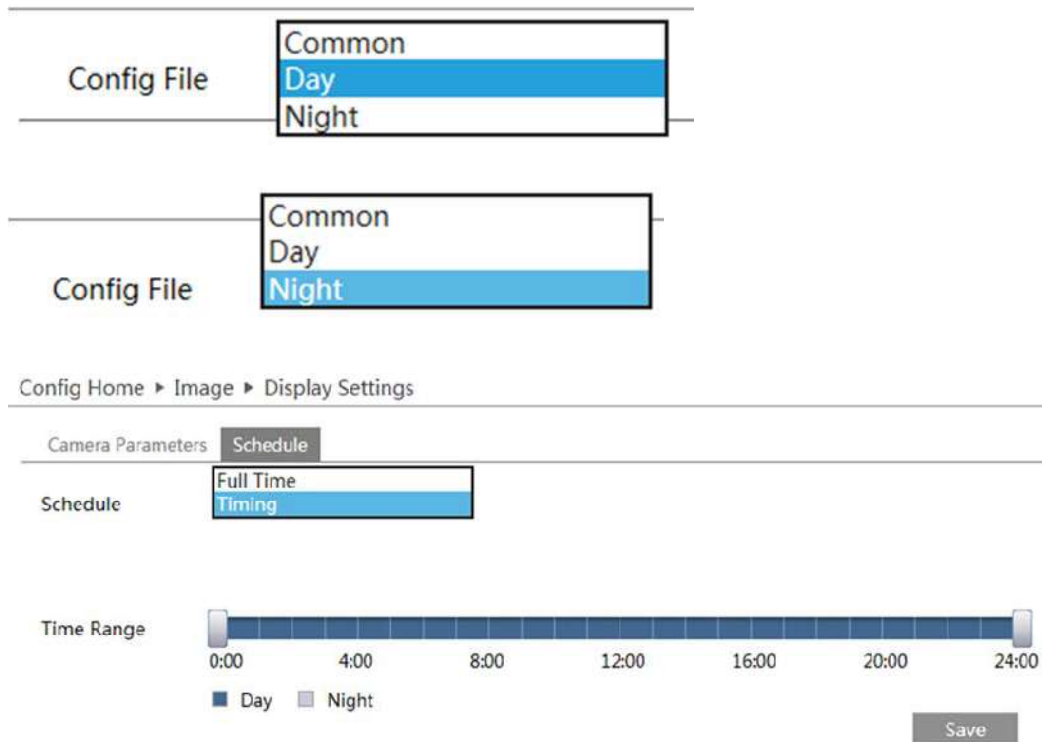 Common
Config File
Day
Night
Common
Day
Config File
Night
Config Home ▶ Image ▶ Display Settings
Camera Parameters Schedule
Full Time
Schedule
Timing
Time Range
0:00 4:00 8:00 12:00 16:00 20:00 24:00
Day Night
Save